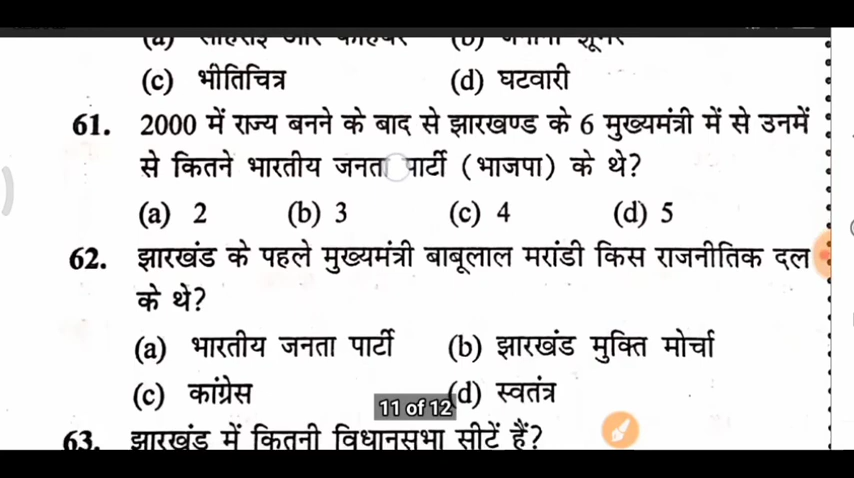 (c) भीतिचित्र (d) घटवारी
61. 2000 में राज्य बनने के बाद से झारखण्ड के 6 मुख्यमंत्री में से उनमें
से कितने भारतीय जनता पार्टी (भाजपा) के थे?
(a) 2 (b) 3 (c) 4 (d) 5
62. झारखंड के पहले मुख्यमंत्री बाबूलाल मरांडी किस राजनीतिक दल
के थे?
(a) भारतीय जनता पार्टी (b) झारखंड मुक्ति मोर्चा
(c) कांग्रेस (d) स्वतंत्र
11 of 12
63. झारखंड में कितनी विधानसभा सीटें हैं?